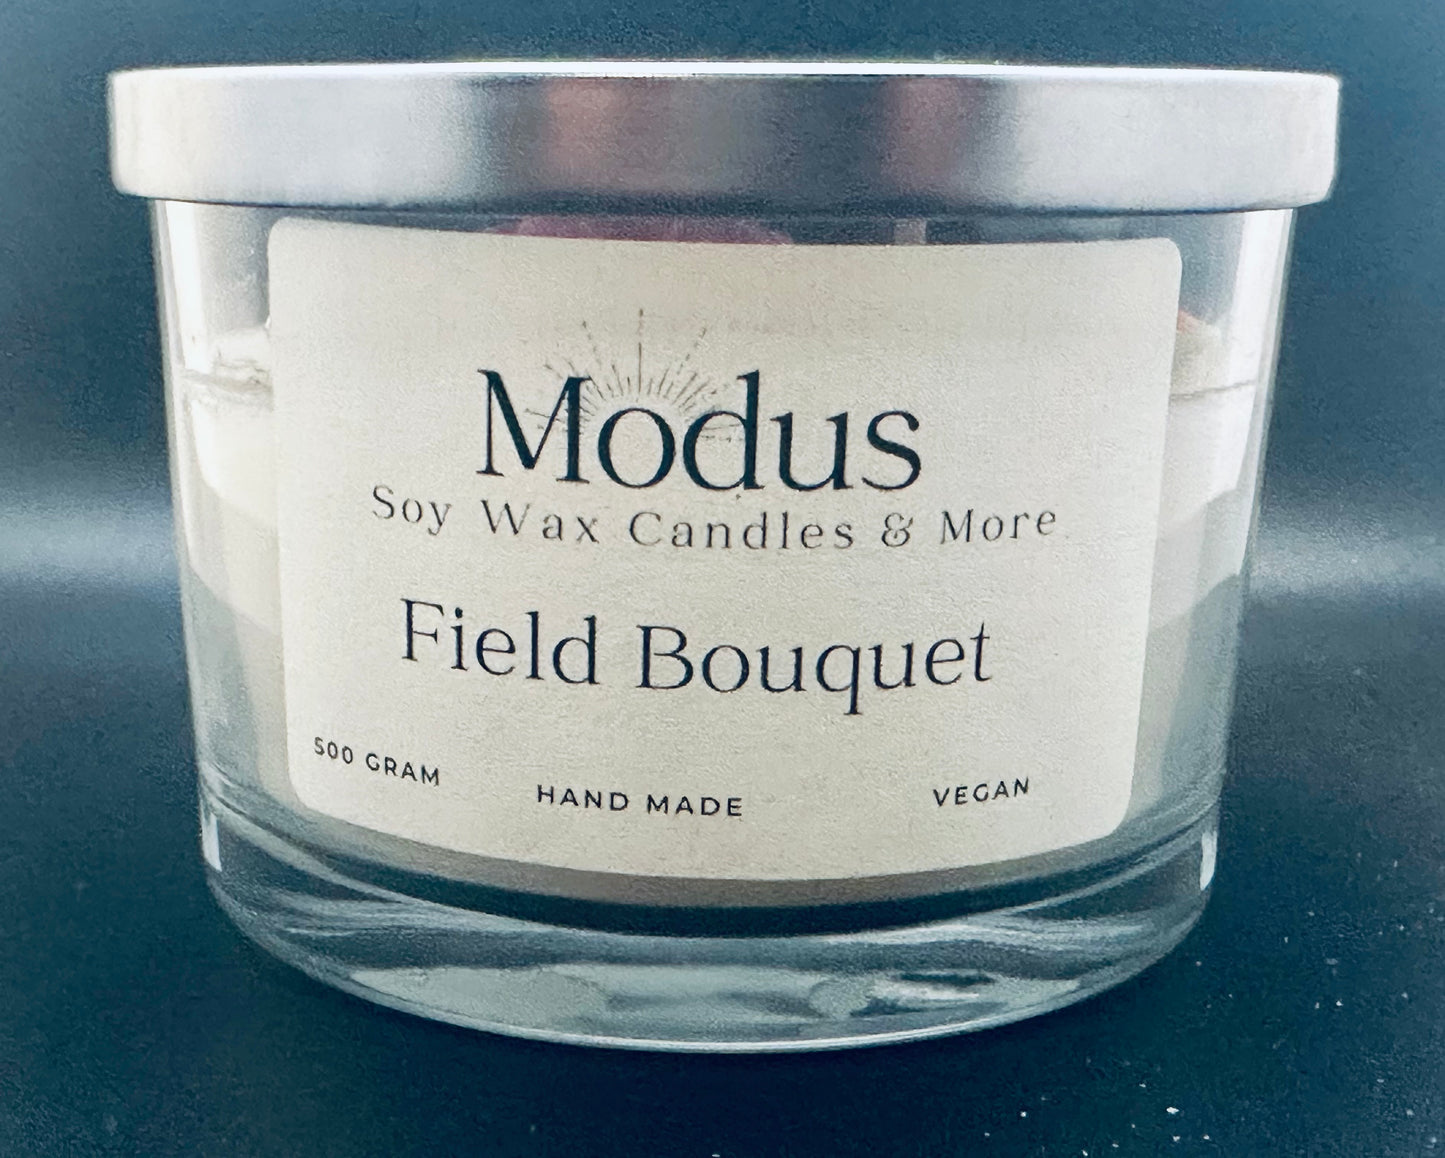 Modus
Soy Wax Candles & More
Field Bouquet
500 GRAM
HAND MADE
VEGAN